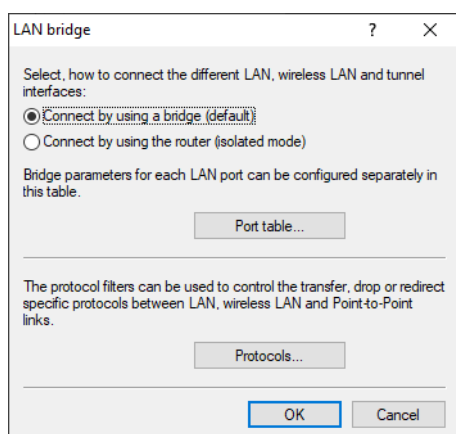 LAN bridge ? ×
Select, how to connect the different LAN, wireless LAN and tunnel
interfaces:
Connect by using a bridge (default)
Connect by using the router (isolated mode)
Bridge parameters for each LAN port can be configured separately in
this table.
Port table...
The protocol filters can be used to control the transfer, drop or redirect
specific protocols between LAN, wireless LAN and Point-to-Point
links.
Protocols...
OK Cancel